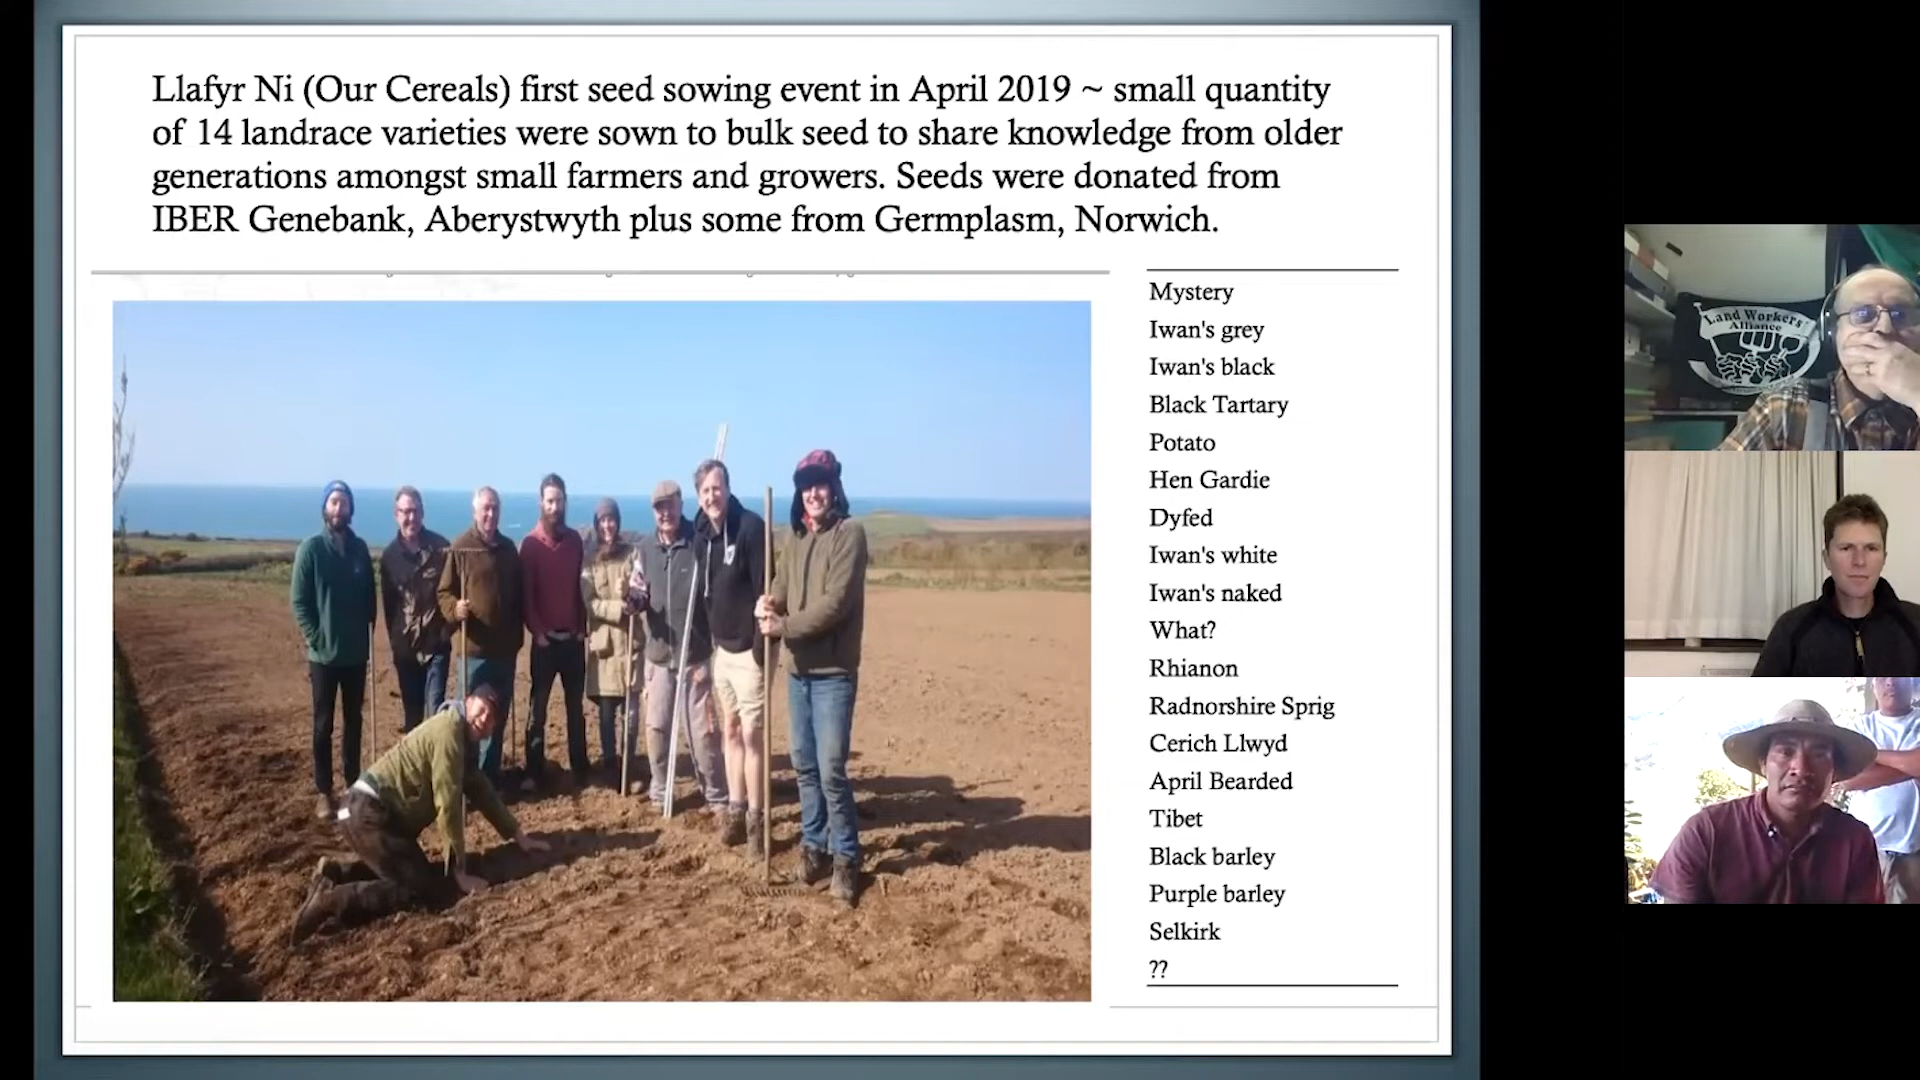 Llafyr Ni (Our Cereals) first seed sowing event in April 2019 ~ small quantity
of 14 landrace varieties were sown to bulk seed to share knowledge from older
generations amongst small farmers and growers. Seeds were donated from
IBER Genebank, Aberystwyth plus some from Germplasm, Norwich.
Mystery
Iwan's grey
Iwan's black
Black Tartary
Potato
Hen Gardie
Dyfed
Iwan's white
Iwan's naked
What?
Rhianon
Radnorshire Sprig
Cerich Llwyd
April Bearded
Tibet
Black barley
Purple barley
Selkirk
??
Land Workers'
Alliance